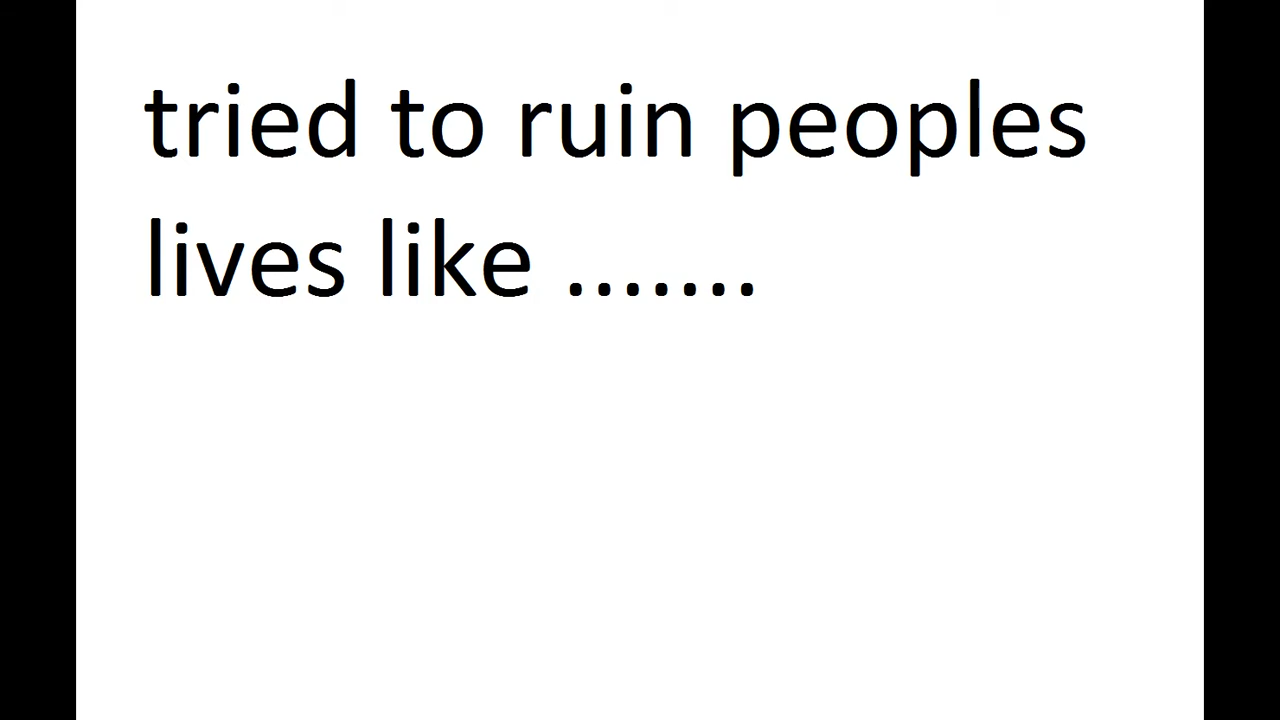 tried to ruin peoples
lives like .......